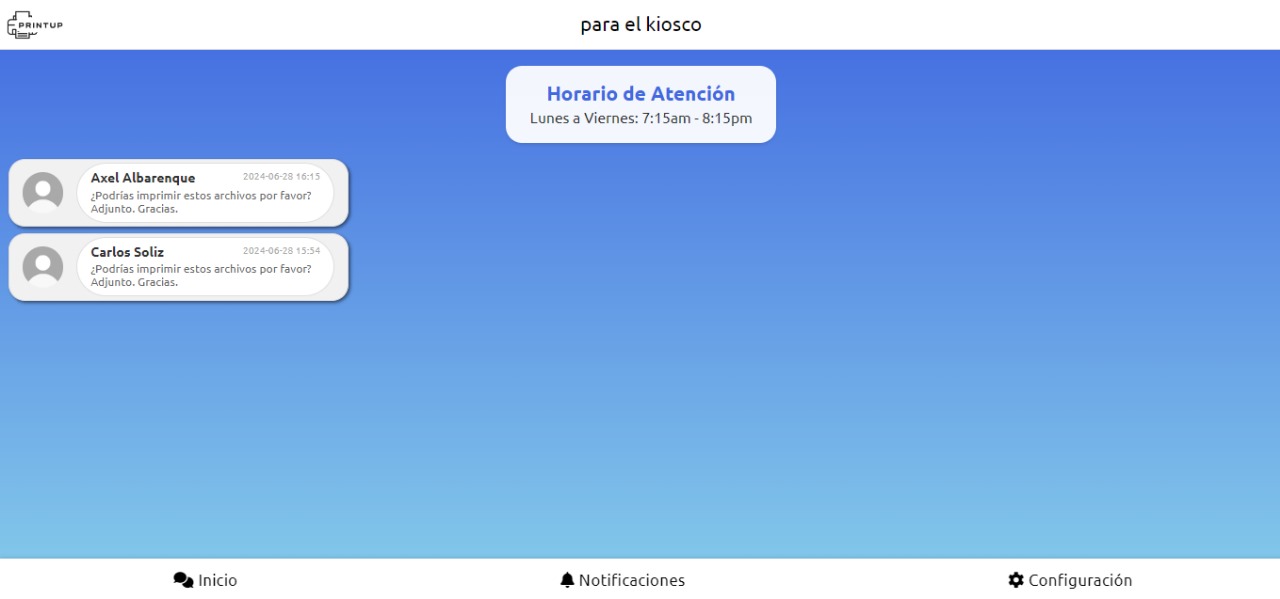 PRINTUP
para el kiosco
Horario de Atención
Lunes a Viernes: 7:15am - 8:15pm
Axel Albarenque 2024-06-28 16:15
¿Podrías imprimir estos archivos por favor?
Adjunto. Gracias.
Carlos Soliz 2024-06-28 15:54
¿Podrías imprimir estos archivos por favor?
Adjunto. Gracias.
Inicio Notificaciones Configuración